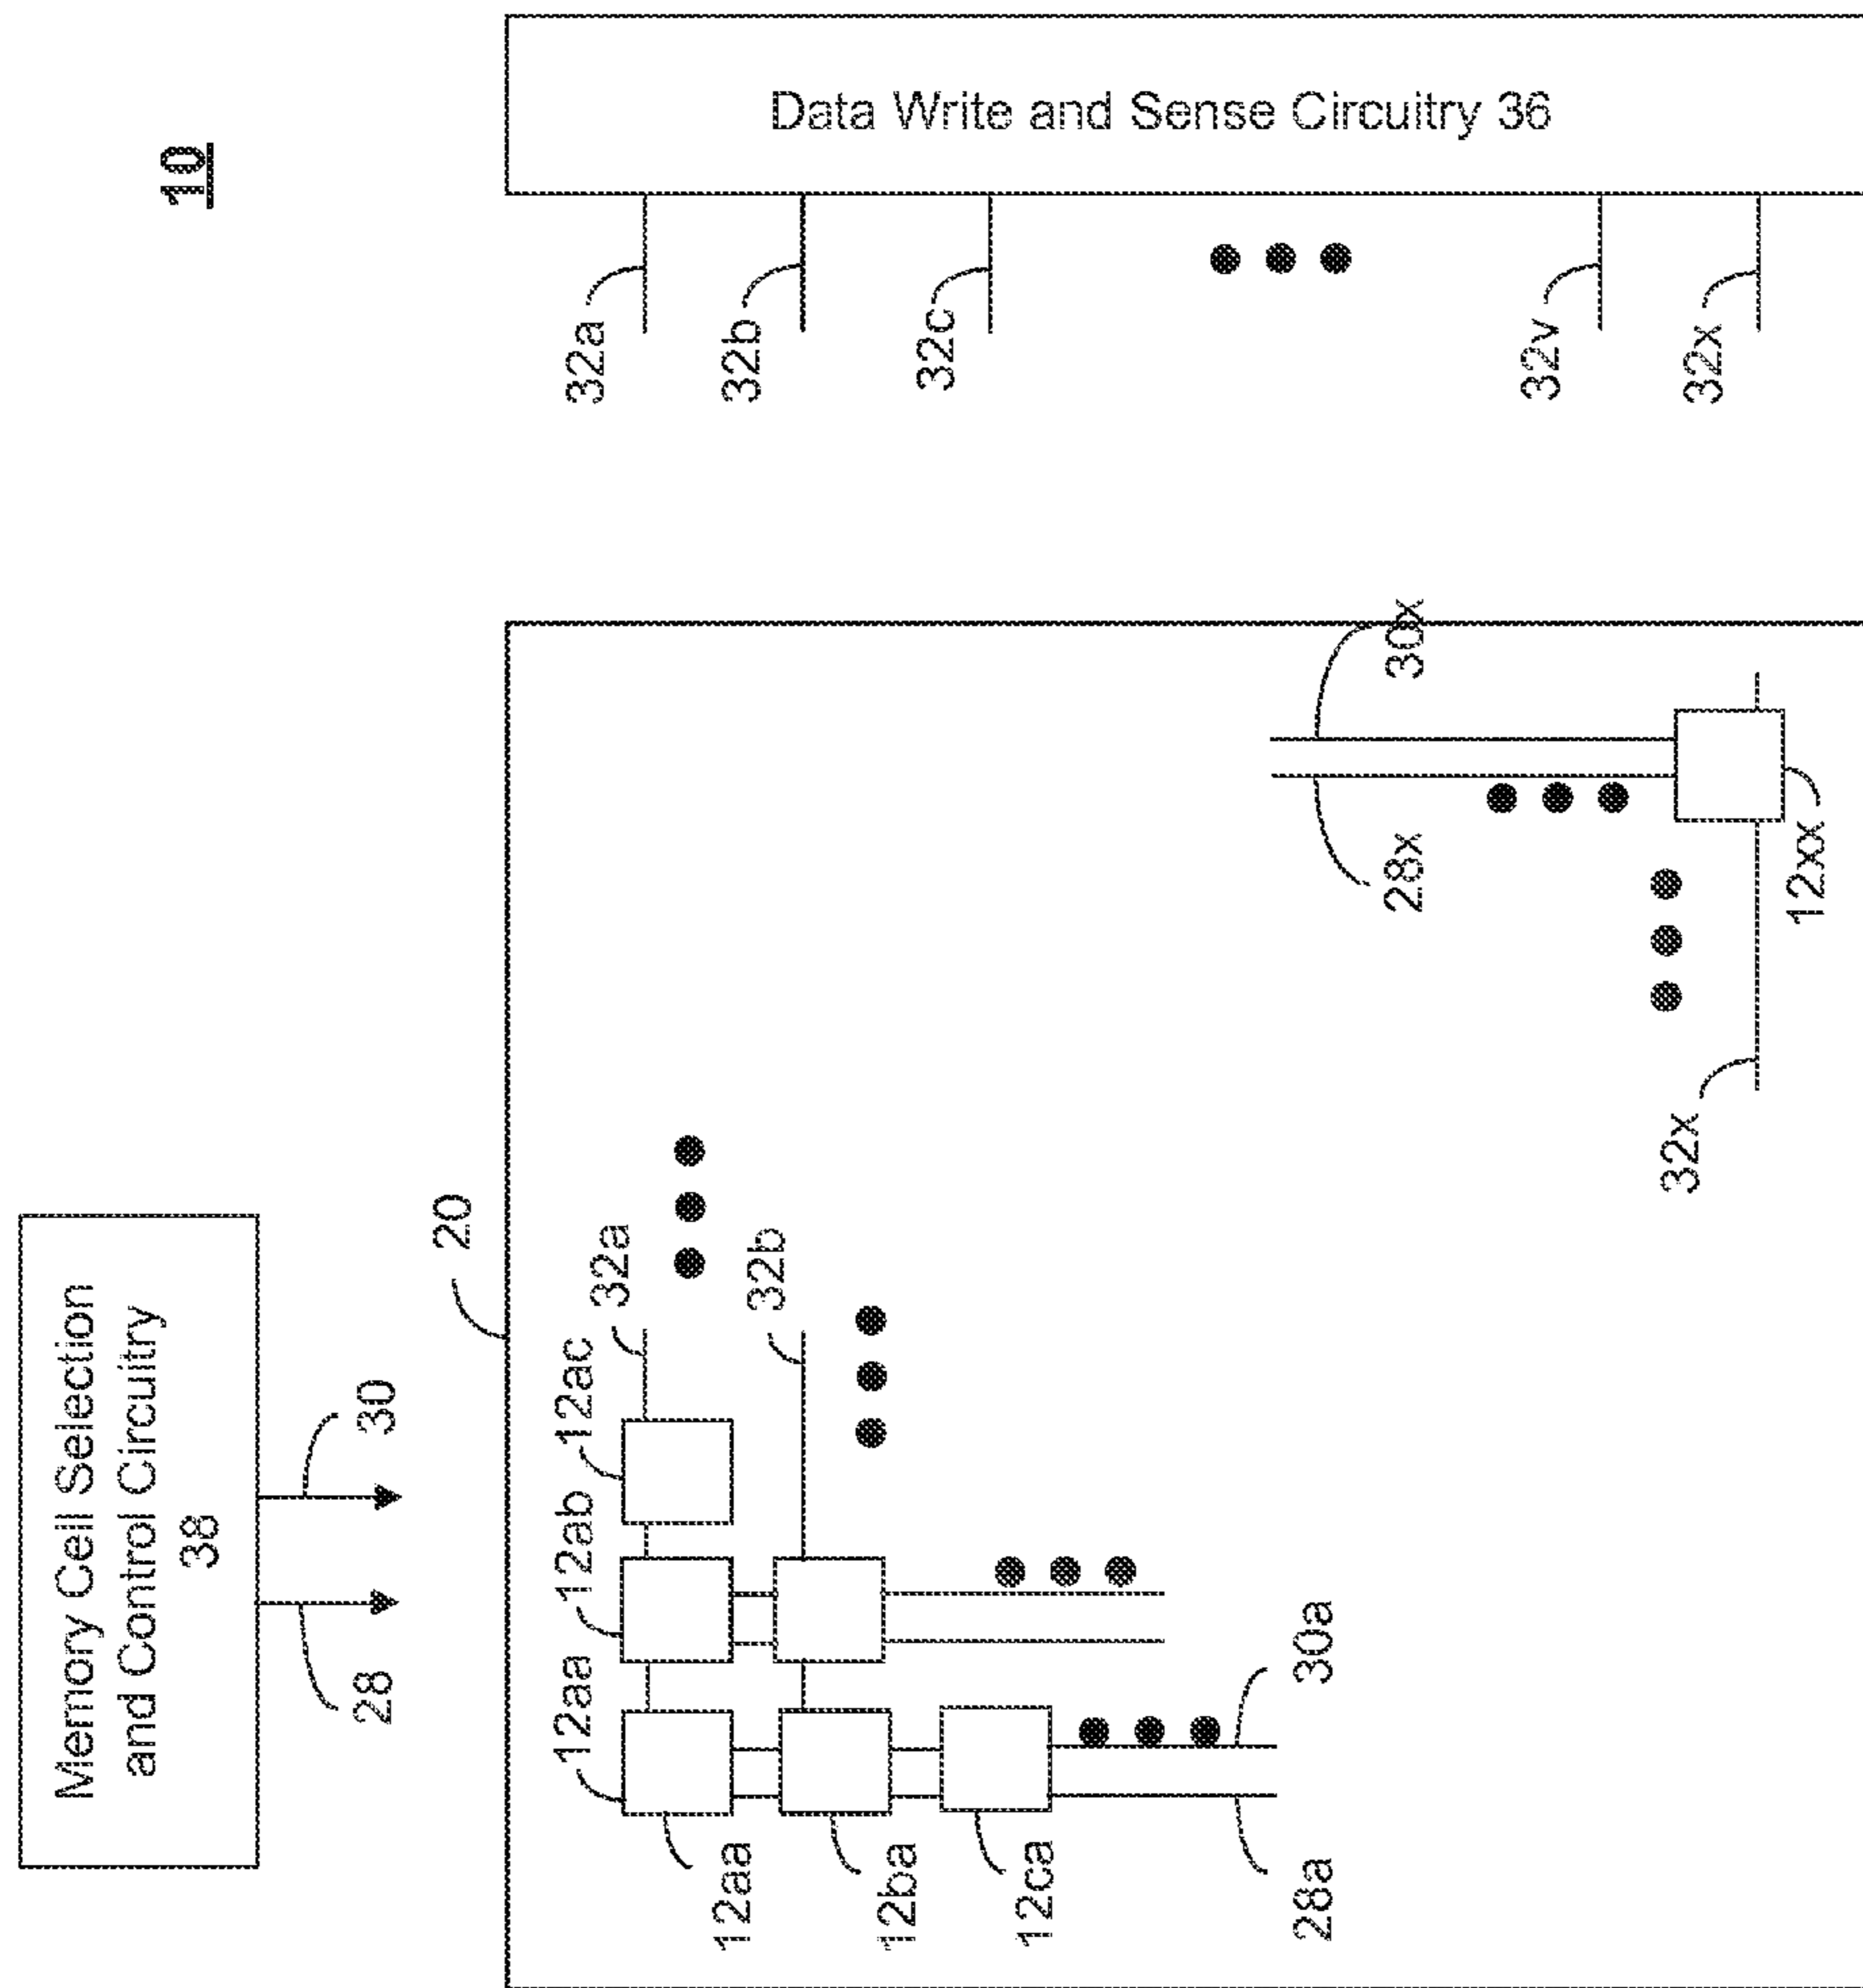 10
Memory Cell Selection
and Control Circuitry
38
28
30
20
Data Write and Sense Circuitry 36
32a
32b
32c
32v
32x
12aa
12ab
12ac
32a
32b
12aa
12ba
12ca
28a
30a
28x
30x
32x
12xx